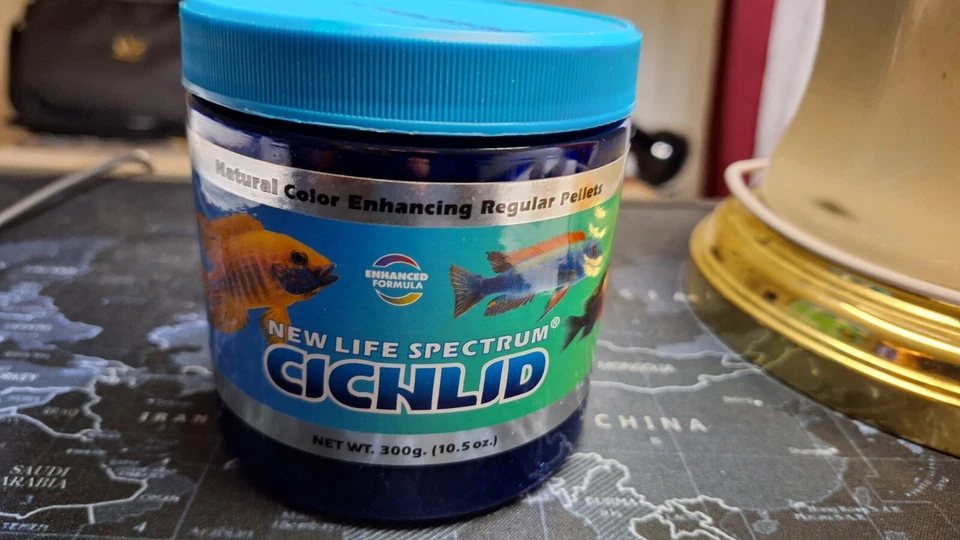 Natural Color Enhancing Regular Pellets
ENHANCED
FORMULA
NEW LIFE SPECTRUM®
CICHLID
NET WT. 300g. (10.5 oz.)
IRAN
CHINA
SAUDI
ARABIA